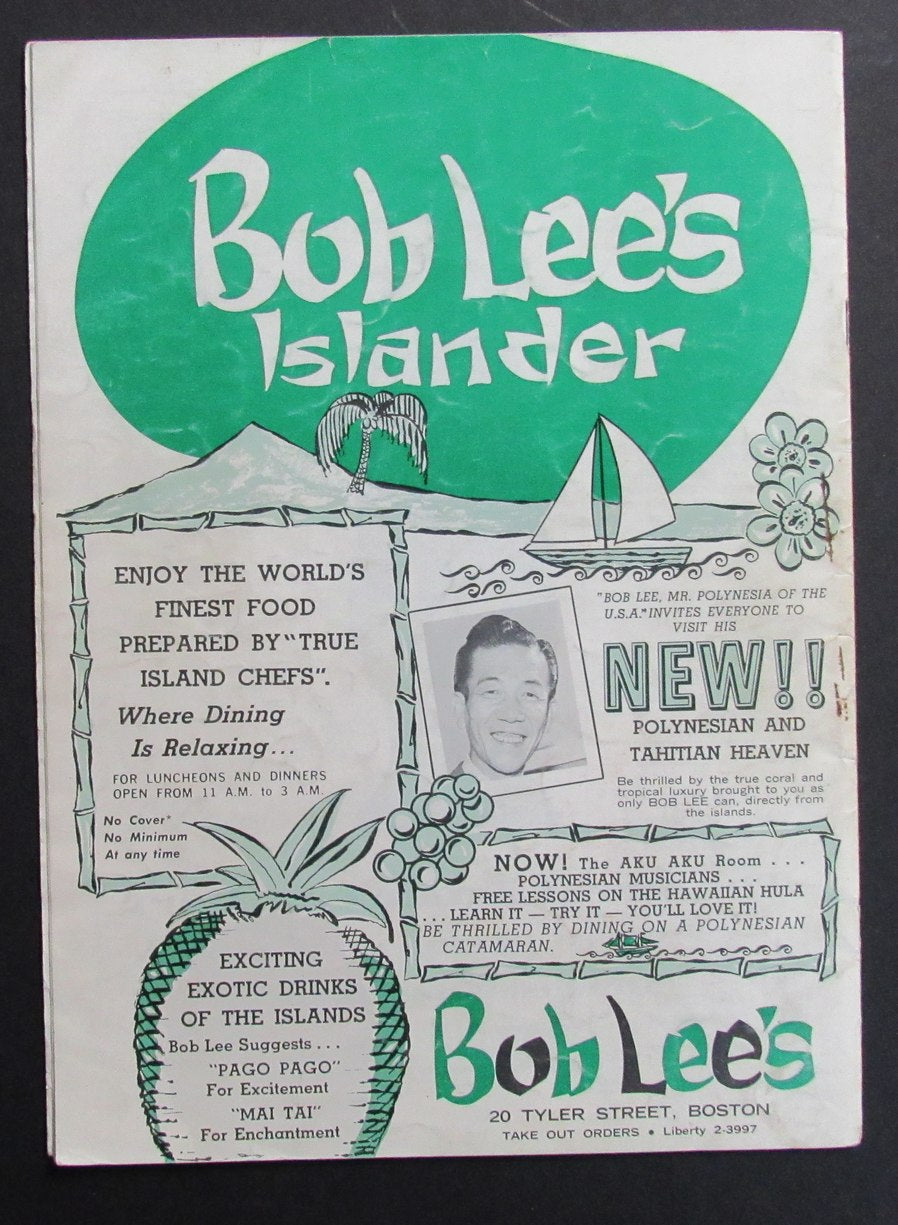 Bob Lee's
Islander
ENJOY THE WORLD'S
FINEST FOOD
PREPARED BY "TRUE
ISLAND CHEFS".
Where Dining
Is Relaxing...
FOR LUNCHEONS AND DINNERS
OPEN FROM 11 A.M. to 3 A.M.
No Cover*
No Minimum
At any time
EXCITING
EXOTIC DRINKS
OF THE ISLANDS
Bob Lee Suggests . . .
"PAGO PAGO"
For Excitement
"MAI TAI"
For Enchantment
"BOB LEE, MR. POLYNESIA OF THE
U.S.A." INVITES EVERYONE TO
VISIT HIS
NEW!!
POLYNESIAN AND
TAHITIAN HEAVEN
Be thrilled by the true coral and
tropical luxury brought to you as
only BOB LEE can, directly from
the islands.
NOW! The AKU AKU Room . . .
POLYNESIAN MUSICIANS . . .
FREE LESSONS ON THE HAWAIIAN HULA
. . . LEARN IT — TRY IT — YOU'LL LOVE IT!
BE THRILLED BY DINING ON A POLYNESIAN
CATAMARAN.
Bob Lee's
20 TYLER STREET, BOSTON
TAKE OUT ORDERS • Liberty 2-3997